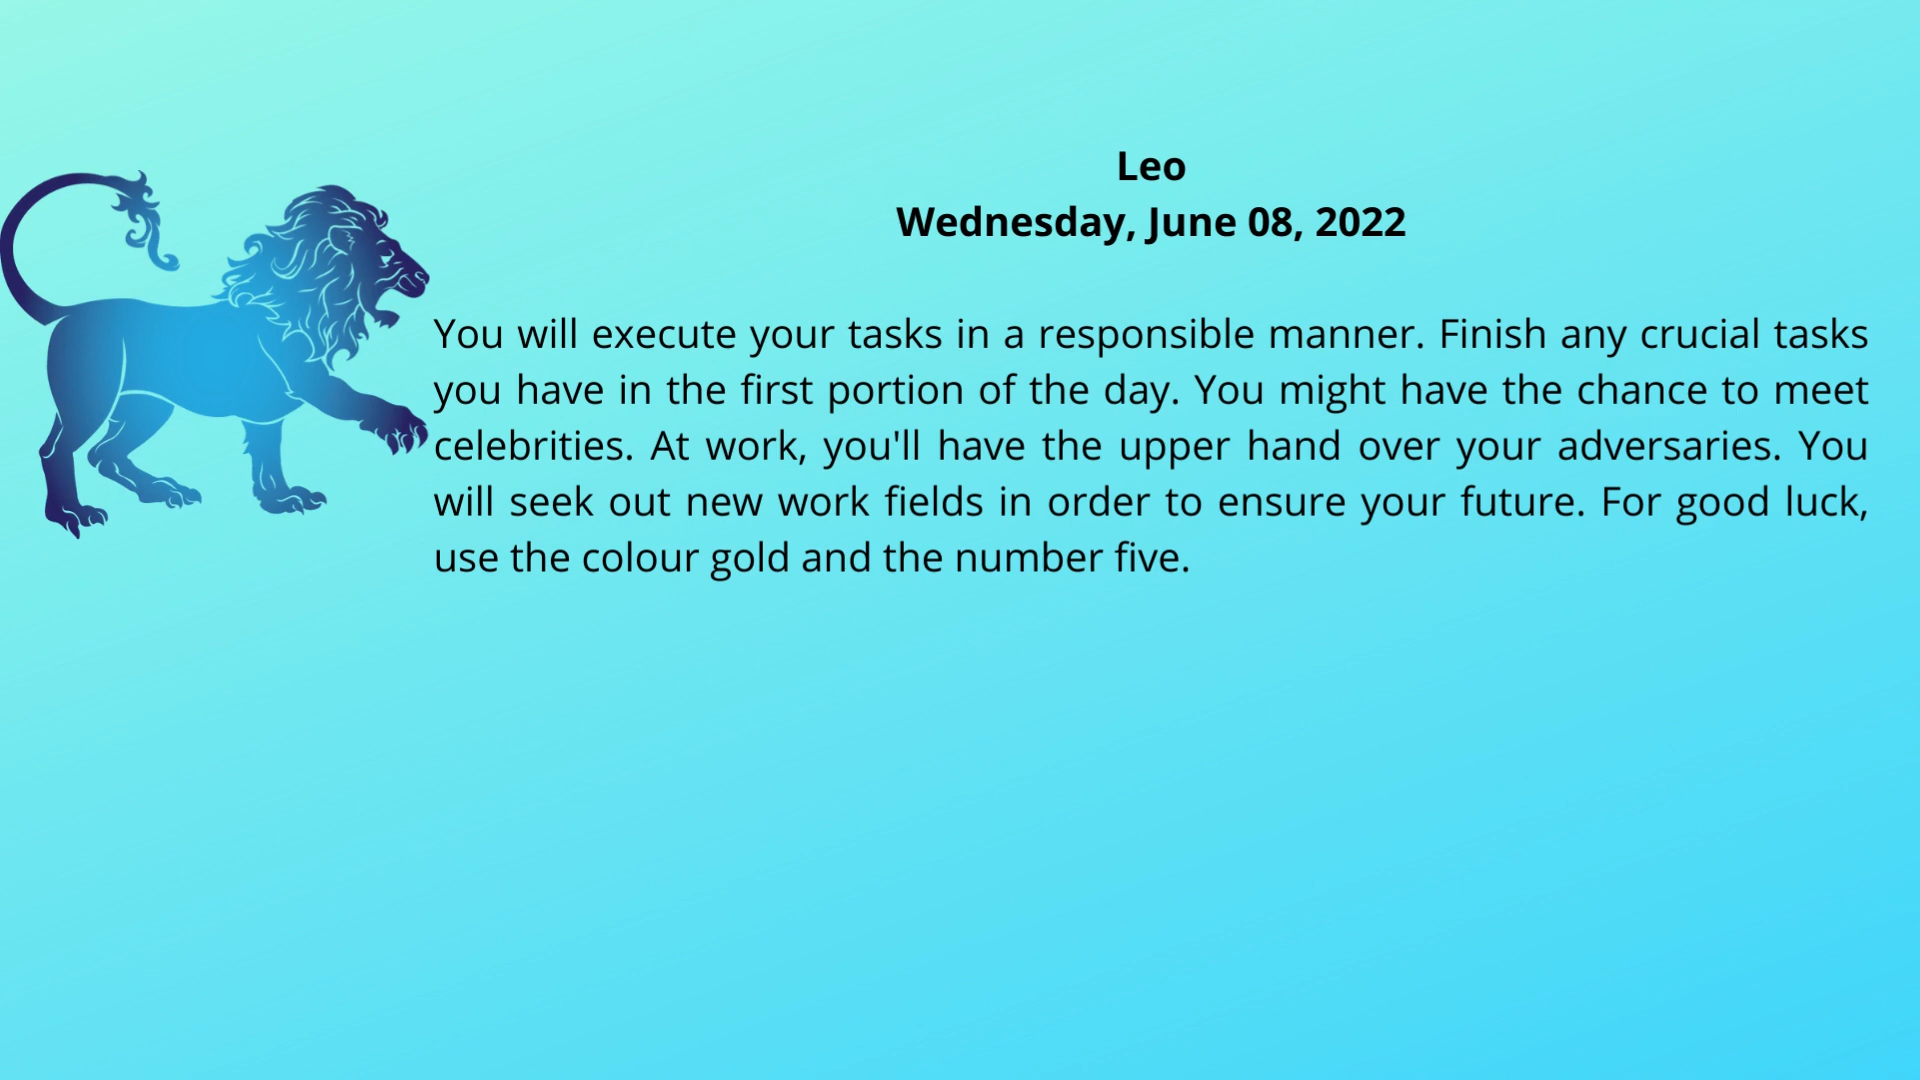 Leo
Wednesday, June 08, 2022
You will execute your tasks in a responsible manner. Finish any crucial tasks
you have in the first portion of the day. You might have the chance to meet
celebrities. At work, you'll have the upper hand over your adversaries. You
will seek out new work fields in order to ensure your future. For good luck,
use the colour gold and the number five.